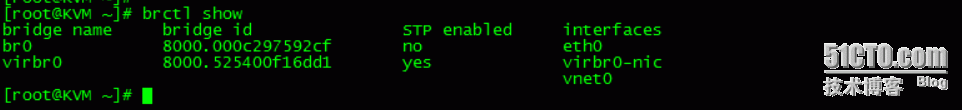 [root@KVM ~]# brctl show
bridge name bridge id STP enabled interfaces
br0 8000.000c297592cf no eth0
virbr0 8000.525400f16dd1 yes virbr0-nic
vnet0
[root@KVM ~]#
51CTO.com
技术博客 Blog